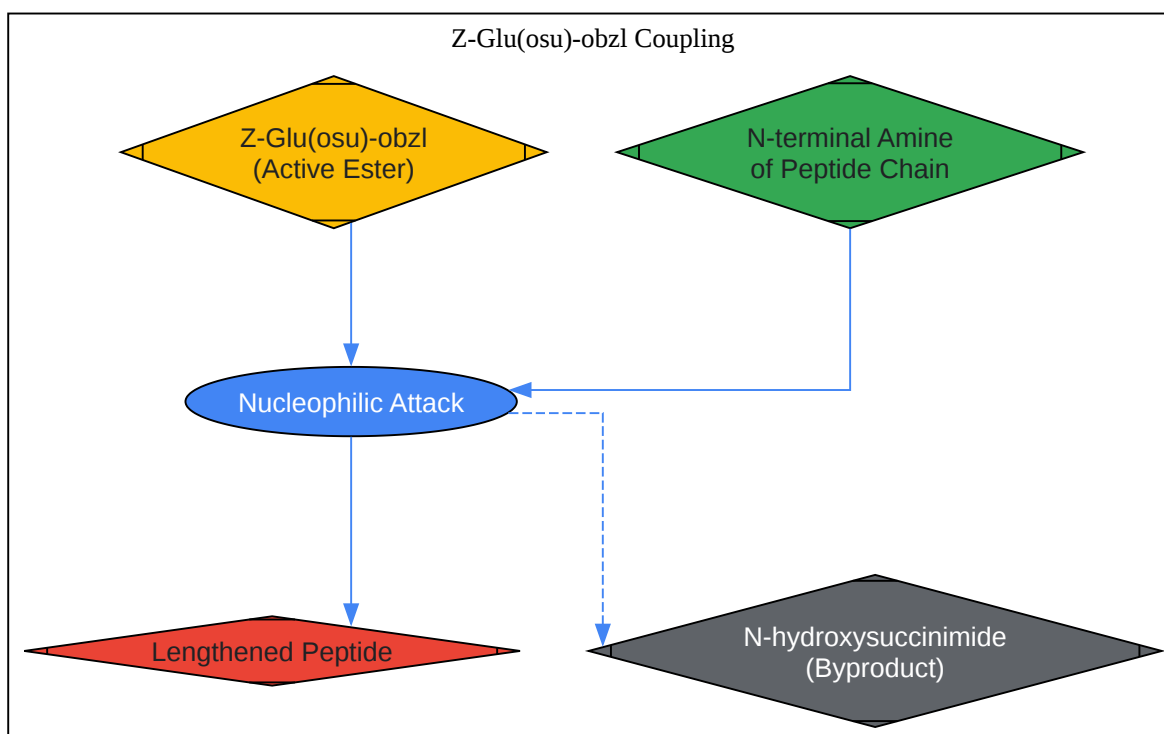 Z-Glu(osu)-obzl Coupling
Z-Glu(osu)-obzl
(Active Ester)
N-terminal Amine
of Peptide Chain
Nucleophilic Attack
Lengthened Peptide
N-hydroxysuccinimide
(Byproduct)